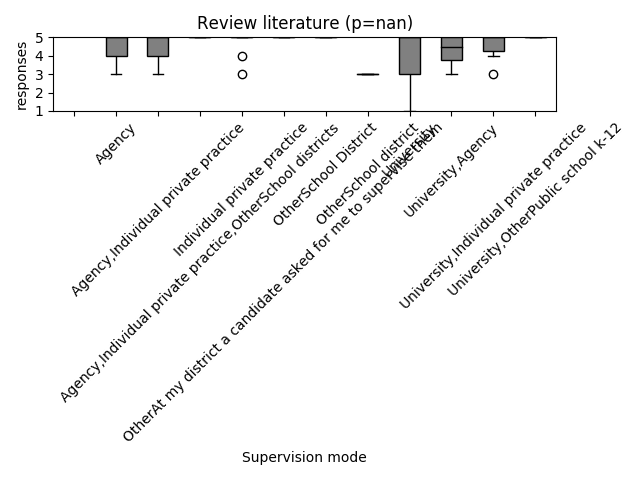 Review literature (p=nan)
responses
5
4
3
2
1
Agency
Agency,Individual private practice
Agency,Individual private practice,OtherSchool districts
Individual private practice
OtherAt my district a candidate asked for me to supervise them
OtherSchool District
OtherSchool district
University
University,Agency
University,Individual private practice
University,OtherPublic school k-12
Supervision mode